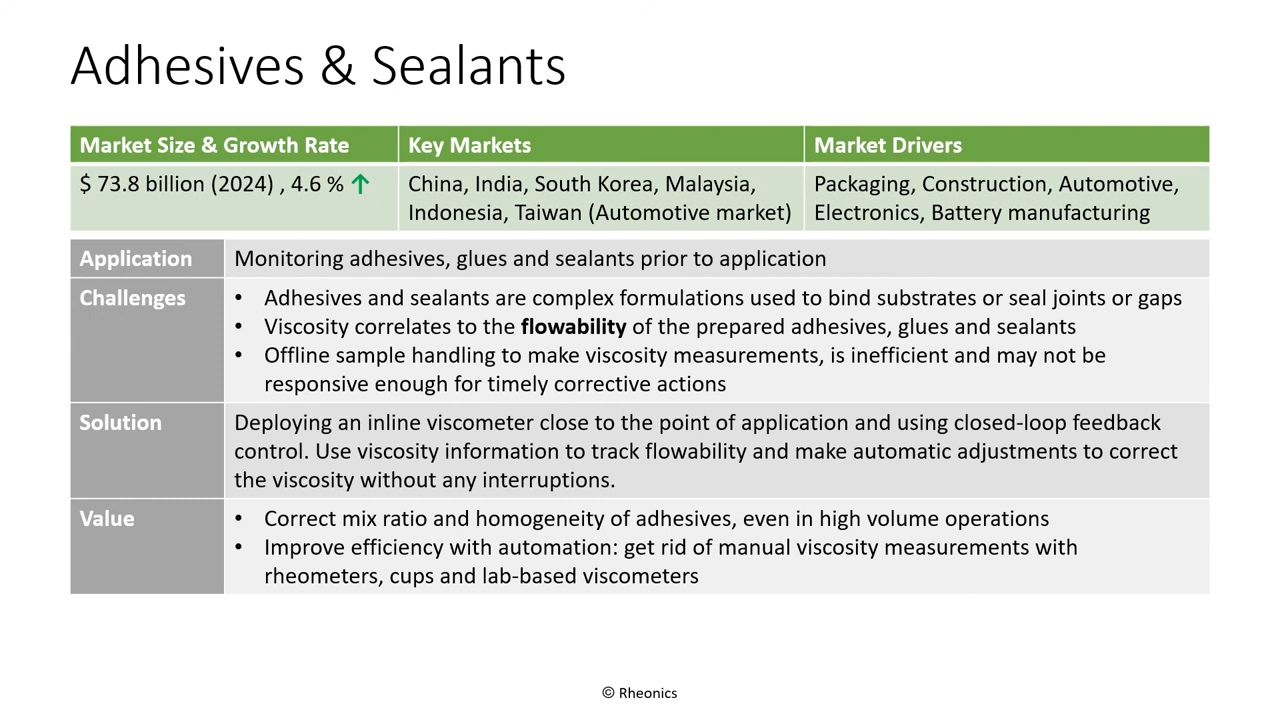 Adhesives & Sealants
Market Size & Growth Rate
Key Markets
Market Drivers
$ 73.8 billion (2024) , 4.6 % ↑
China, India, South Korea, Malaysia,
Indonesia, Taiwan (Automotive market)
Packaging, Construction, Automotive,
Electronics, Battery manufacturing
Application
Monitoring adhesives, glues and sealants prior to application
Challenges
• Adhesives and sealants are complex formulations used to bind substrates or seal joints or gaps
• Viscosity correlates to the flowability of the prepared adhesives, glues and sealants
• Offline sample handling to make viscosity measurements, is inefficient and may not be
responsive enough for timely corrective actions
Solution
Deploying an inline viscometer close to the point of application and using closed-loop feedback
control. Use viscosity information to track flowability and make automatic adjustments to correct
the viscosity without any interruptions.
Value
• Correct mix ratio and homogeneity of adhesives, even in high volume operations
• Improve efficiency with automation: get rid of manual viscosity measurements with
rheometers, cups and lab-based viscometers
© Rheonics